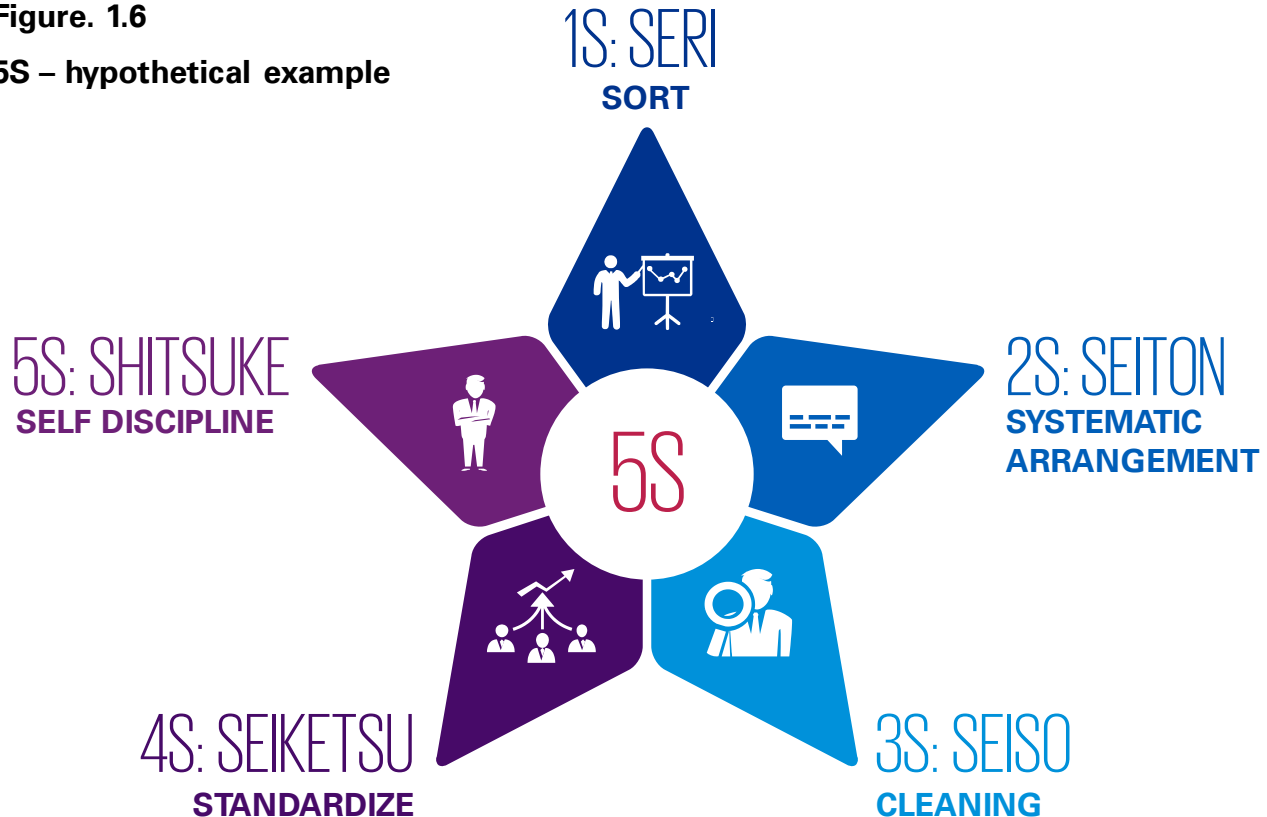 Figure. 1.6
5S – hypothetical example
1S: SERI
SORT
5S: SHITSUKE
SELF DISCIPLINE
2S: SEITON
SYSTEMATIC
ARRANGEMENT
5S
4S: SEIKETSU
STANDARDIZE
3S: SEISO
CLEANING